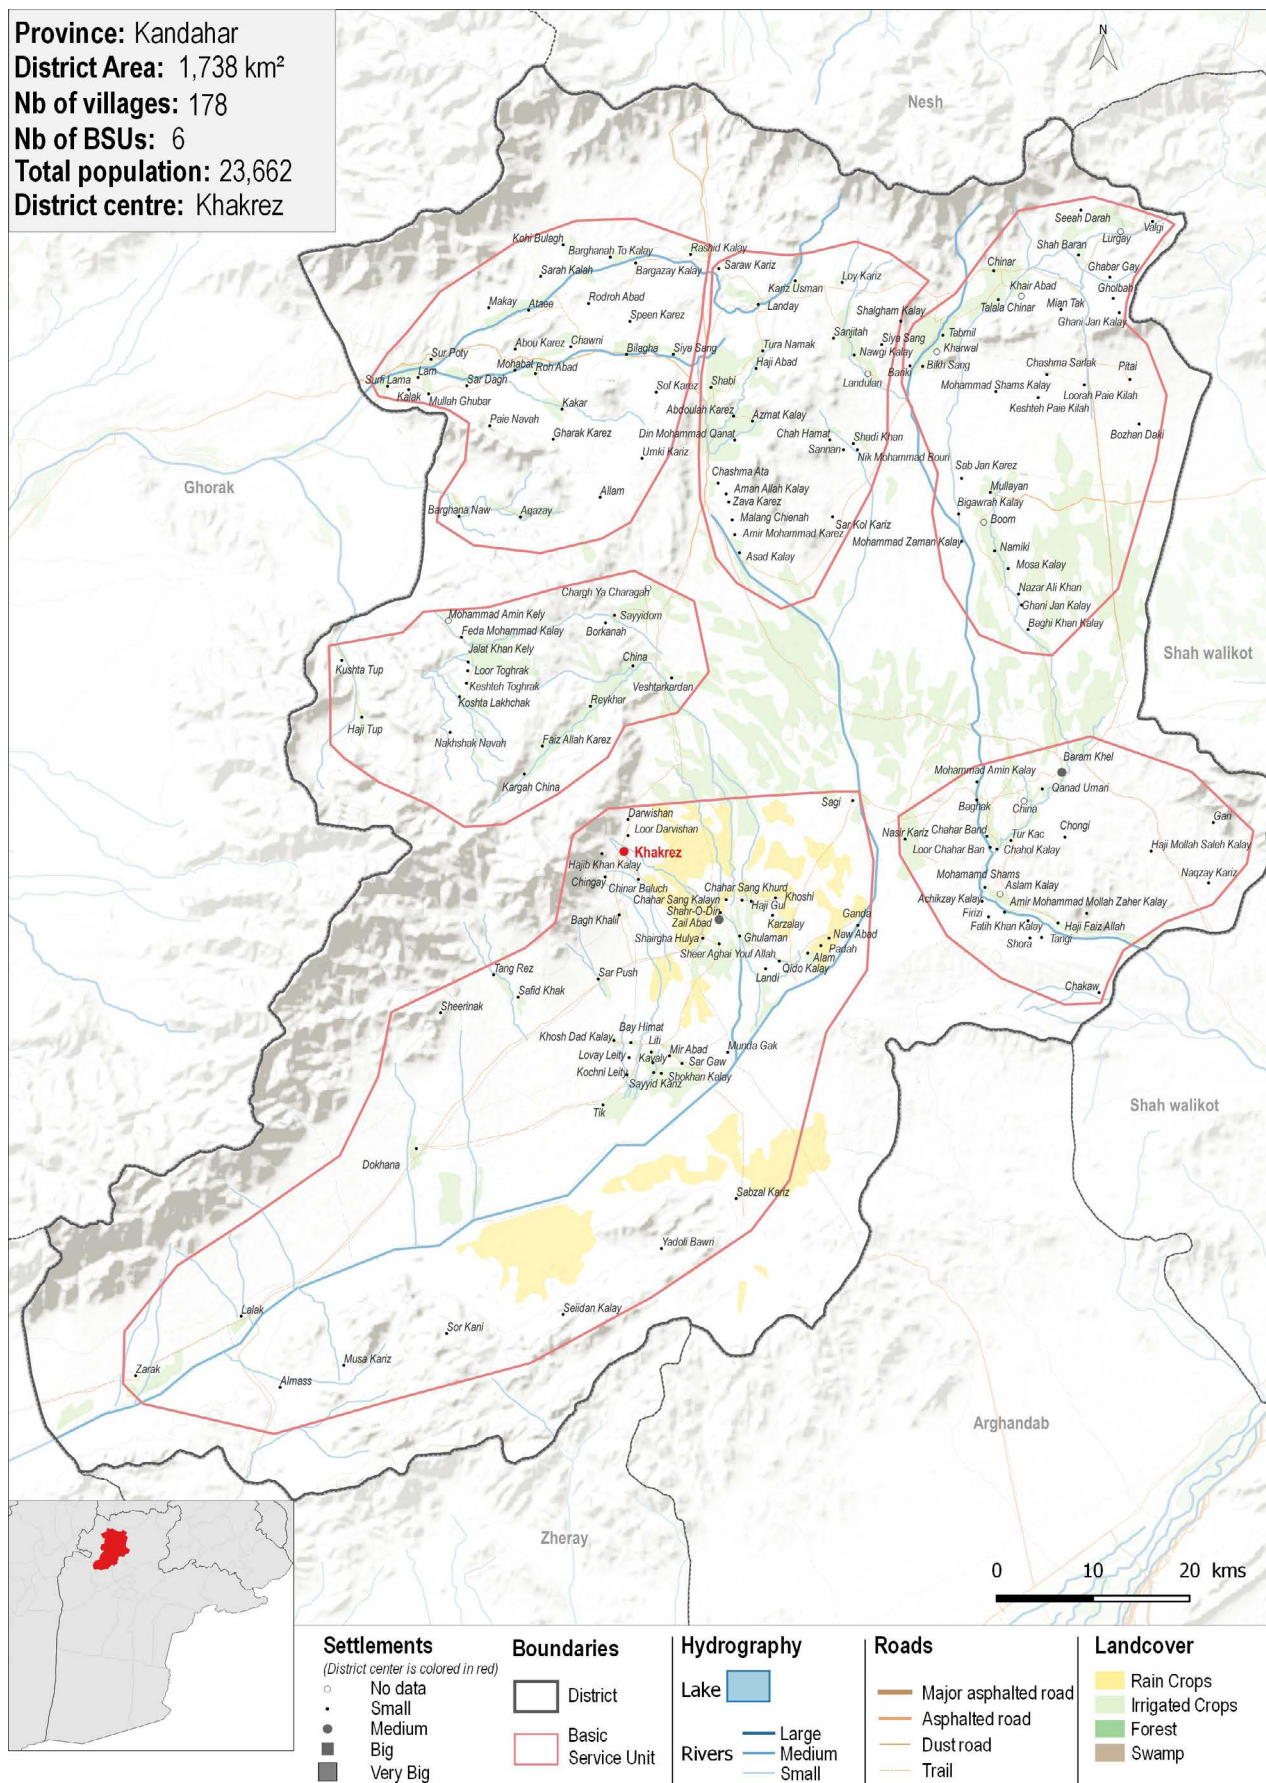 Province: Kandahar
District Area: 1,738 km²
Nb of villages: 178
Nb of BSUs: 6
Total population: 23,662
District centre: Khakrez
N
Nesh
Seeah Darah
Valgi
Lurgay
Kohi Bulagh
Barghanah To Kalay
Rashid Kalay
Shah Baran
Sarah Kalah
Bargazay Kalay
Saraw Kariz
Loy Kariz
Chinar
Ghabar Gay
Kariz Usman
Khair Abad
Gholbah
Makay
Ataee
Rodroh Abad
Landay
Talala Chinar
Mian Tak
Speen Karez
Shalgham Kalay
Ghani Jan Kalay
Sanjitah
Tabmil
Abou Karez
Chawni
Tura Namak
Siya Sang
Kharwal
Sur Poty
Bilagha
Siya Sang
Nawgi Kalay
Mohabat
Roh Abad
Haji Abad
Banki
Bikh Sang
Chashma Sarlak
Pitai
Surfi Lama
Lam
Sar Dagh
Sof Karez
Shabi
Landulan
Mohammad Shams Kalay
Loorah Paie Kilah
Kalak
Mullah Ghubar
Keshteh Paie Kilah
Kakar
Abdoulah Karez
Azmat Kalay
Paie Navah
Gharak Karez
Din Mohammad Qanat
Chah Hamat
Shadi Khan
Bozhan Daki
Umki Kariz
Sannan
Nik Mohammad Bouri
Sab Jan Karez
Chashma Ata
Ghorak
Allam
Aman Allah Kalay
Mullayan
Zava Karez
Bigawrah Kalay
Barghana Naw
Aqazay
Malang Chienah
Sar Kol Kariz
Boom
Amir Mohammad Karez
Mohammad Zaman Kalay
Asad Kalay
Namiki
Mosa Kalay
Chargh Ya Charagah
Nazar Ali Khan
Mohammad Amin Kely
Sayyidom
Ghani Jan Kalay
Feda Mohammad Kalay
Borkanah
Baghi Khan Kalay
Jalat Khan Kely
Shah walikot
Kushta Tup
Loor Toghrak
China
Keshteh Toghrak
Veshtarkardan
Koshta Lakhchak
Reykhar
Haji Tup
Nakhshak Navah
Faiz Allah Karez
Baram Khel
Mohammad Amin Kalay
Kargah China
Qanad Umari
Sagi
Baghak
China
Darwishan
Gan
Loor Darvishan
Nasir Kariz
Chahar Band
Tur Kac
Chongi
Khakrez
Loor Chahar Ban
Chahol Kalay
Haji Mollah Saleh Kalay
Hajib Khan Kalay
Chingay
Chinar Baluch
Chahar Sang Khurd
Mohamamd Shams
Naqzay Kariz
Chahar Sang Kalayn
Khoshi
Aslam Kalay
Haji Gul
Achikzay Kalay
Amir Mohammad Mollah Zaher Kalay
Bagh Khalil
Shahr-O-Din
Karzalay
Ganda
Firizi
Zail Abad
Fatih Khan Kalay
Haji Faiz Allah
Shairgha Hulya
Ghulaman
Naw Abad
Shora
Tangi
Sheer Aghai Youf Allah
Padah
Alam
Tang Rez
Sar Push
Qido Kalay
Landi
Safid Khak
Chakaw
Sheerinak
Khosh Dad Kalay
Bay Himat
Liti
Mir Abad
Munda Gak
Lovay Leity
Kavaly
Sar Gaw
Kochni Leity
Shokhan Kalay
Sayyid Kariz
Tik
Shah walikot
Dokhana
Sabzal Kariz
Yadoli Bawri
Lalak
Seiidan Kalay
Sor Kani
Zarak
Musa Kariz
Almass
Arghandab
Zheray
0 10 20 kms
Settlements
(District center is colored in red)
No data
Small
Medium
Big
Very Big
Boundaries
District
Basic
Service Unit
Hydrography
Lake
Rivers
Large
Medium
Small
Roads
Major asphalted road
Asphalted road
Dust road
Trail
Landcover
Rain Crops
Irrigated Crops
Forest
Swamp